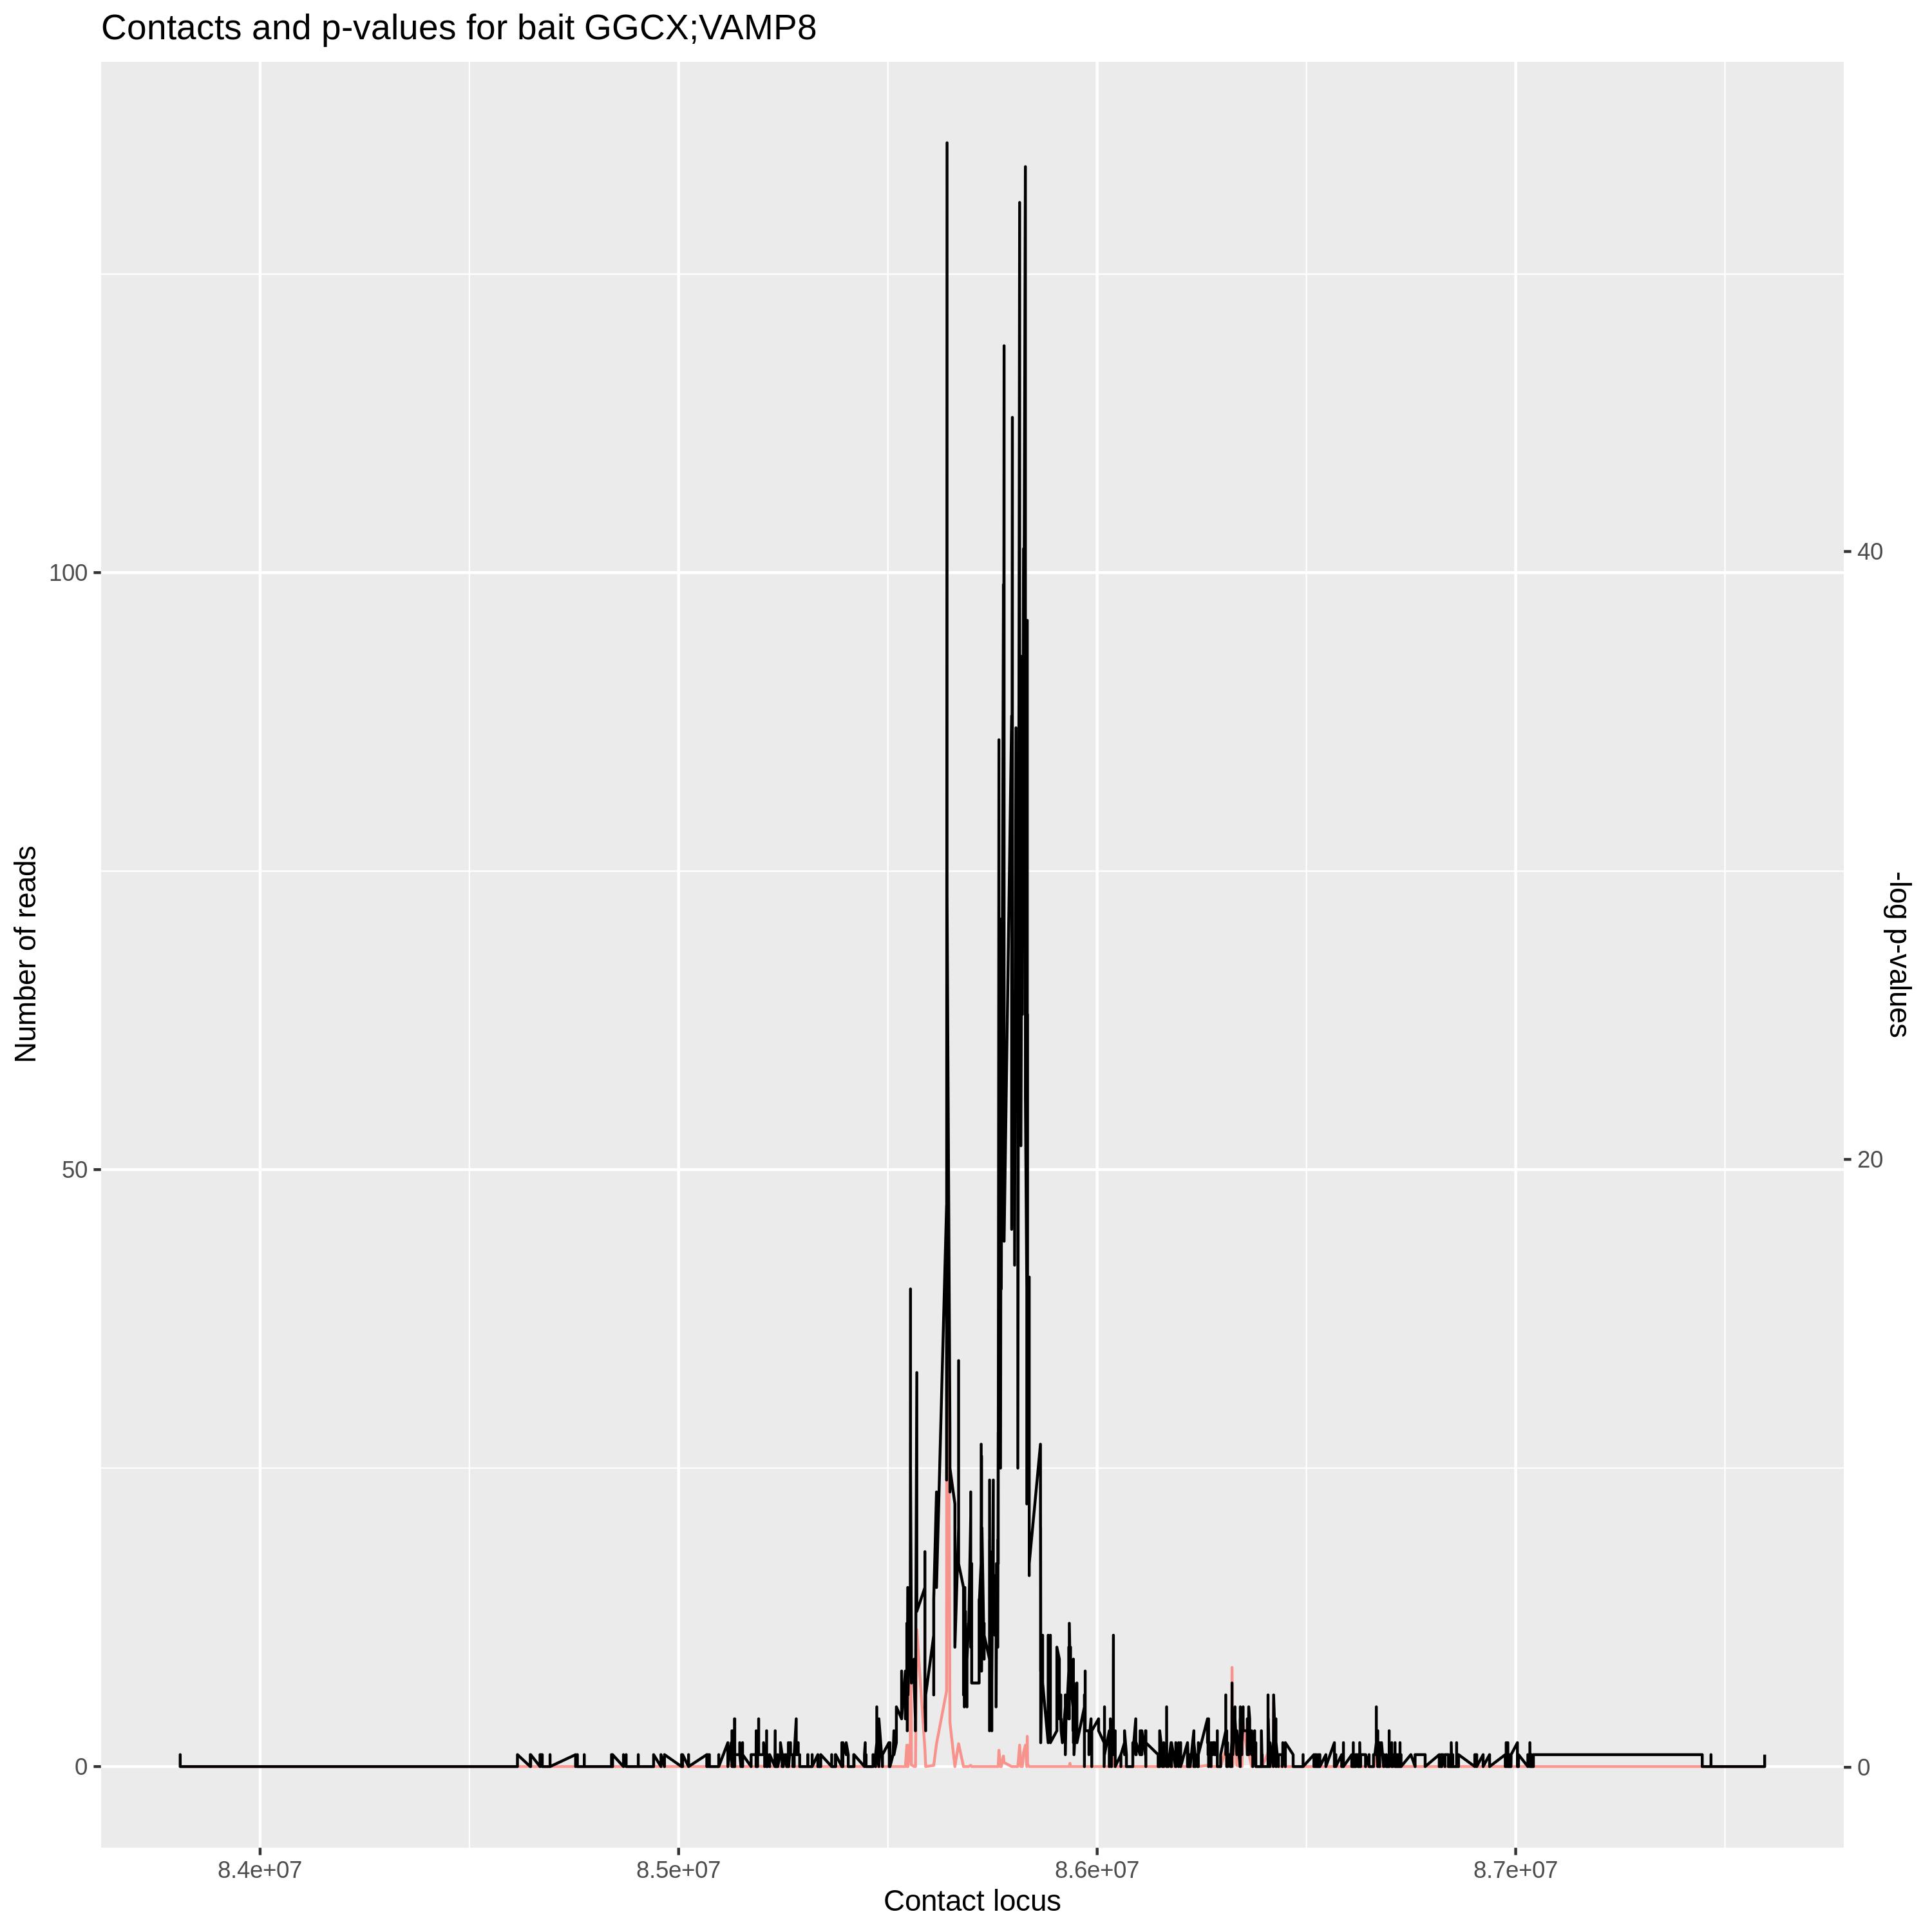 Contacts and p-values for bait GGCX;VAMP8
100
50
0
40
20
0
Number of reads
-log p-values
8.4e+07
8.5e+07
8.6e+07
8.7e+07
Contact locus